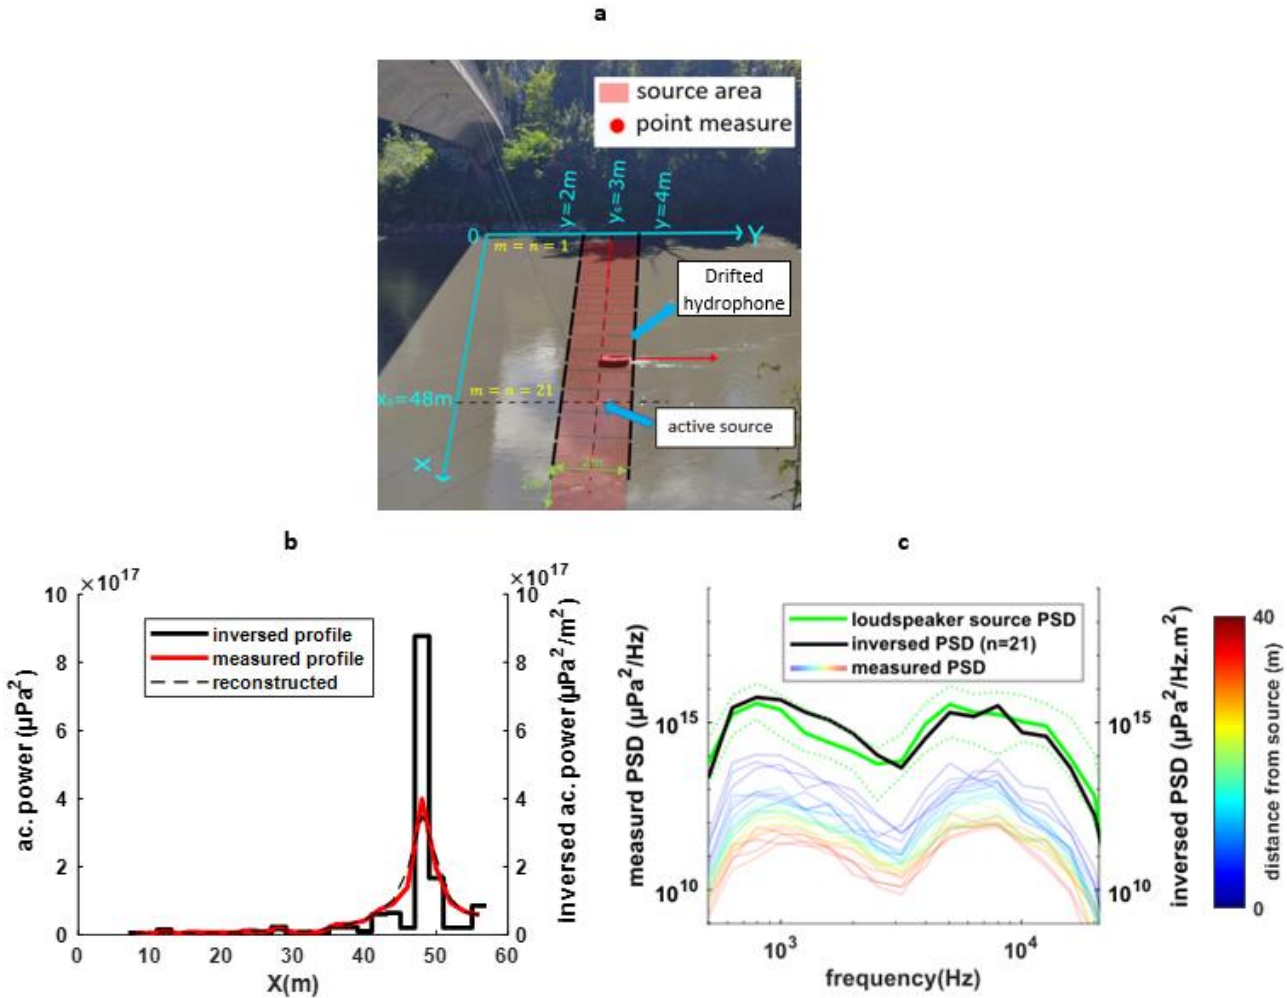 a
source area
point measure
y=2m
yₛ=3m
y=4m
0
Y
m = n = 1
Drifted
hydrophone
xₛ=48m
m = n = 21
active source
X
2m
2m
b
×10¹⁷
×10¹⁷
10
8
6
4
2
0
ac. power (µPa²)
inversed profile
measured profile
reconstructed
10
8
6
4
2
0
Inversed ac. power(µPa²/m²)
0
10
20
30
40
50
60
X(m)
c
loudspeaker source PSD
inversed PSD (n=21)
measured PSD
measurd PSD (µPa²/Hz)
10¹⁵
10¹⁰
10¹⁵
10¹⁰
inversed PSD (µPa²/Hz.m²)
10³
10⁴
frequency(Hz)
40
0
distance from source (m)